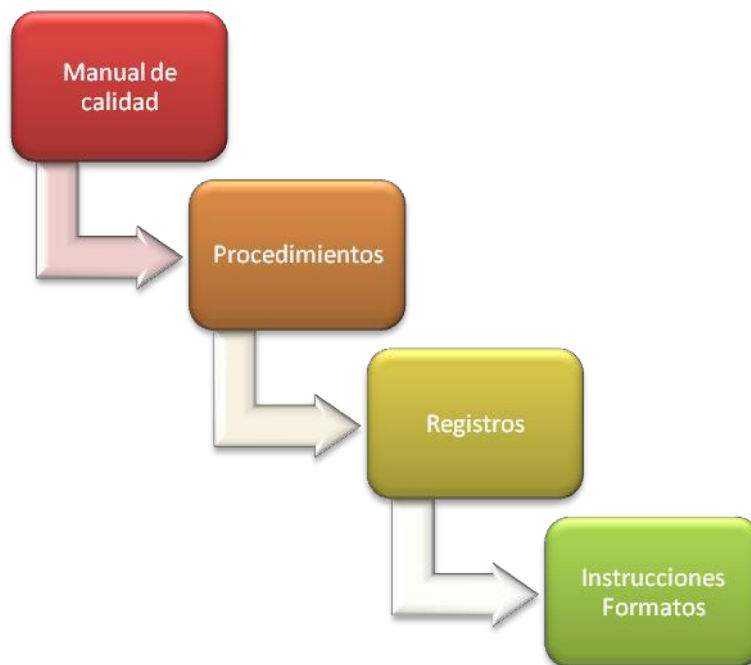 Manual de
calidad
Procedimientos
Registros
Instrucciones
Formatos